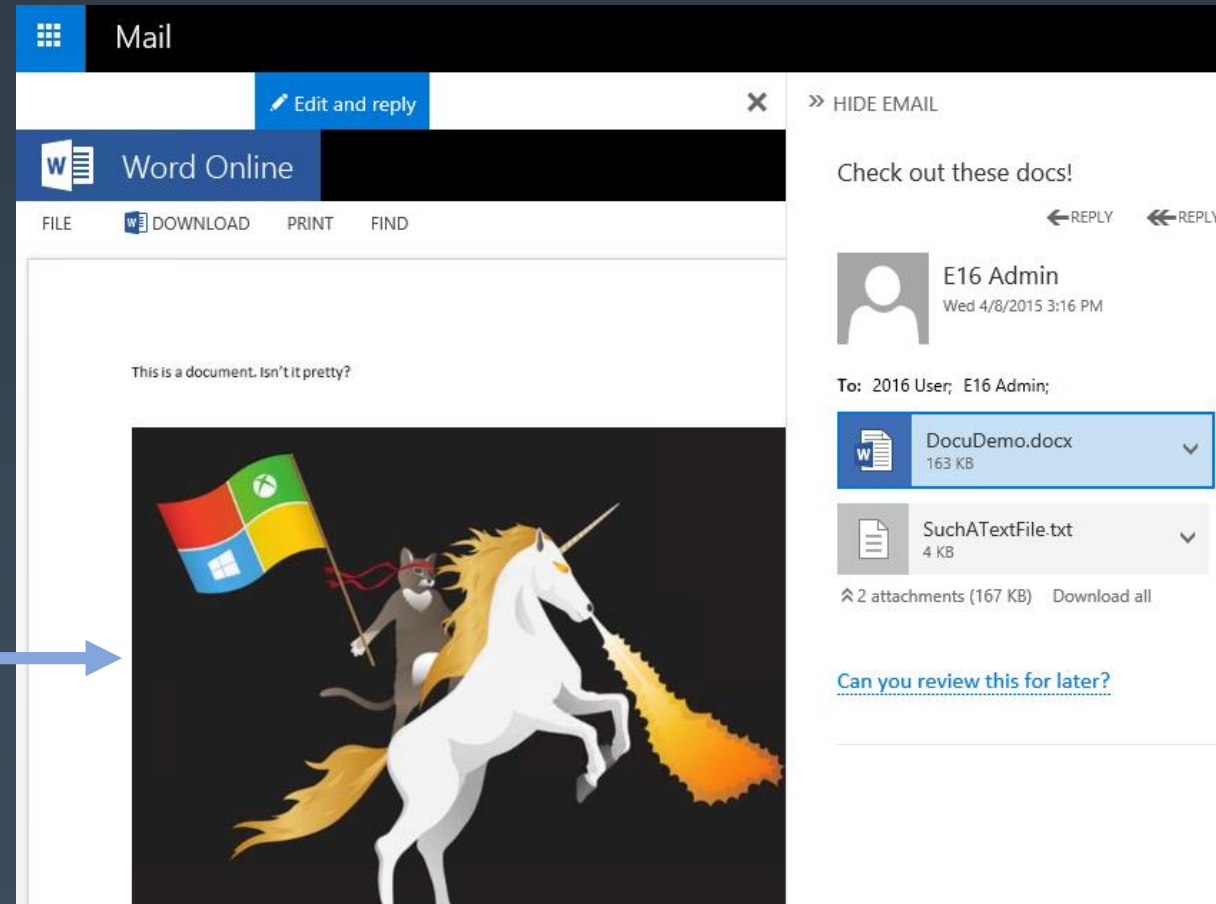 Mail
Edit and reply
Word Online
FILE DOWNLOAD PRINT FIND
This is a document. Isn't it pretty?
HIDE EMAIL
Check out these docs!
REPLY REPLY
E16 Admin
Wed 4/8/2015 3:16 PM
To: 2016 User; E16 Admin;
DocuDemo.docx
163 KB
SuchATextFile.txt
4 KB
2 attachments (167 KB) Download all
Can you review this for later?